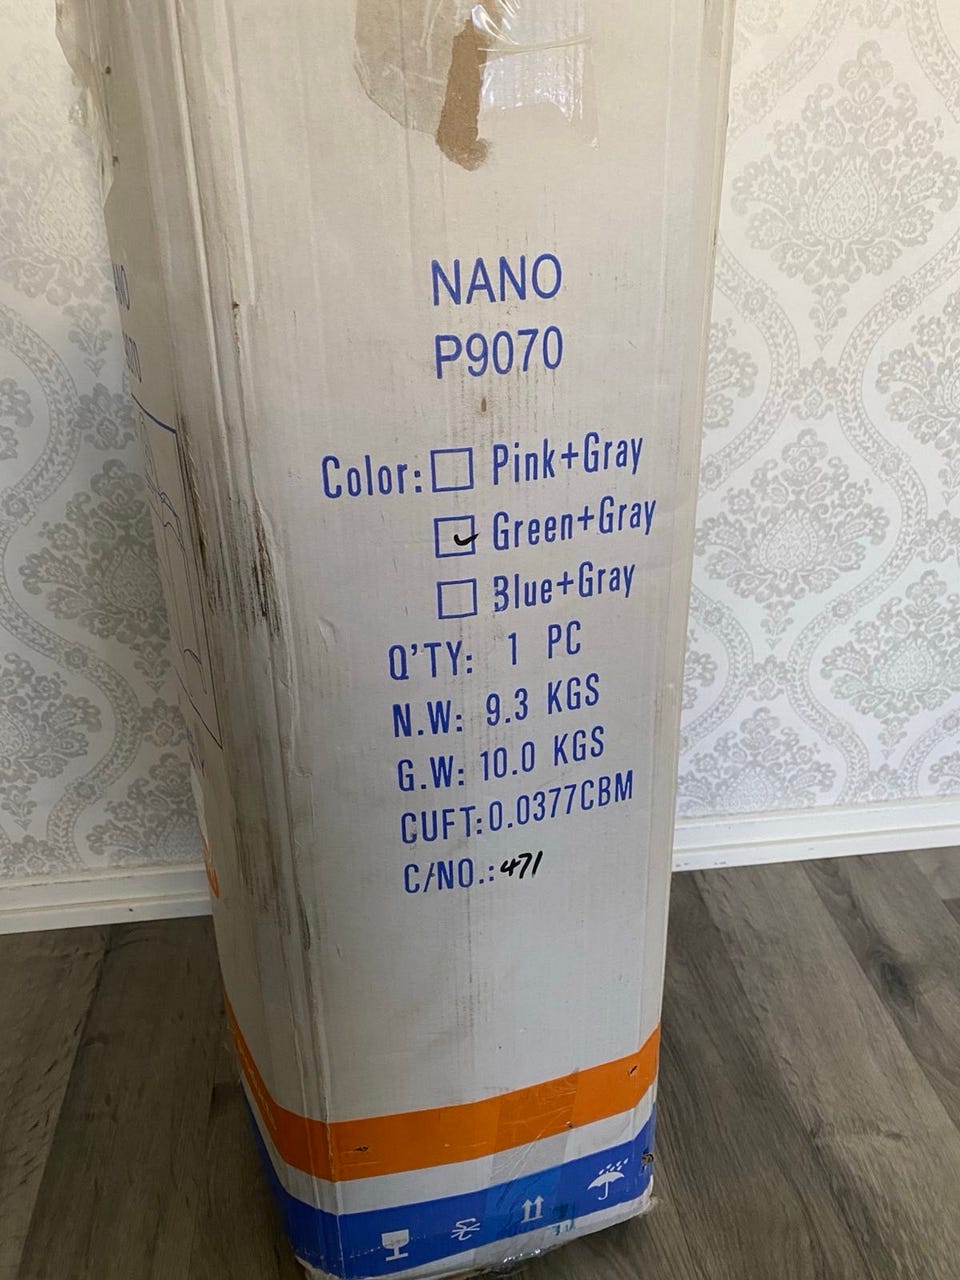 NANO
P9070
Color: Pink+Gray
Green+Gray
Blue+Gray
Q'TY: 1 PC
N.W: 9.3 KGS
G.W: 10.0 KGS
CUFT:0.0377CBM
C/NO.:471